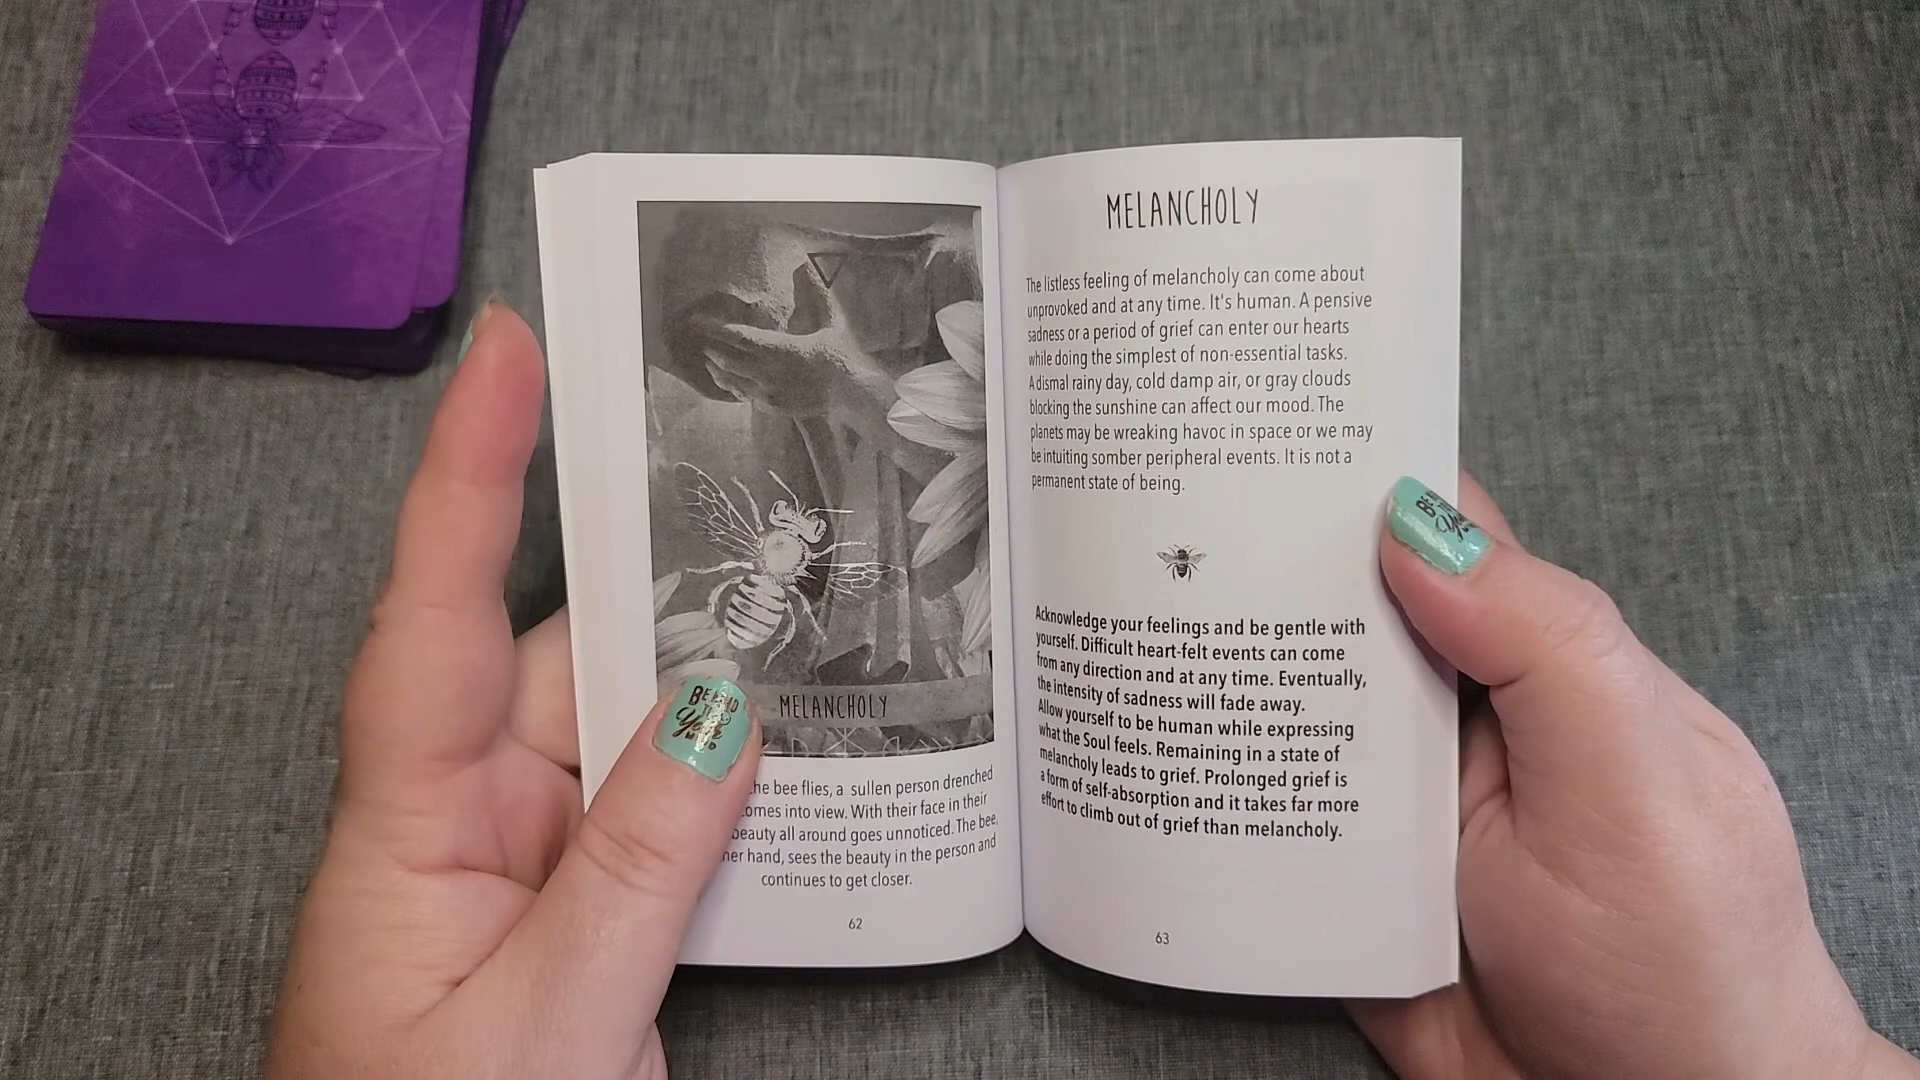 MELANCHOLY
he bee flies, a sullen person drenched
omes into view. With their face in their
beauty all around goes unnoticed. The bee,
her hand, sees the beauty in the person and
continues to get closer.
62
MELANCHOLY
The listless feeling of melancholy can come about
unprovoked and at any time. It's human. A pensive
sadness or a period of grief can enter our hearts
while doing the simplest of non-essential tasks.
A dismal rainy day, cold damp air, or gray clouds
blocking the sunshine can affect our mood. The
planets may be wreaking havoc in space or we may
be intuiting somber peripheral events. It is not a
permanent state of being.
Acknowledge your feelings and be gentle with
yourself. Difficult heart-felt events can come
from any direction and at any time. Eventually,
the intensity of sadness will fade away.
Allow yourself to be human while expressing
what the Soul feels. Remaining in a state of
melancholy leads to grief. Prolonged grief is
a form of self-absorption and it takes far more
effort to climb out of grief than melancholy.
63